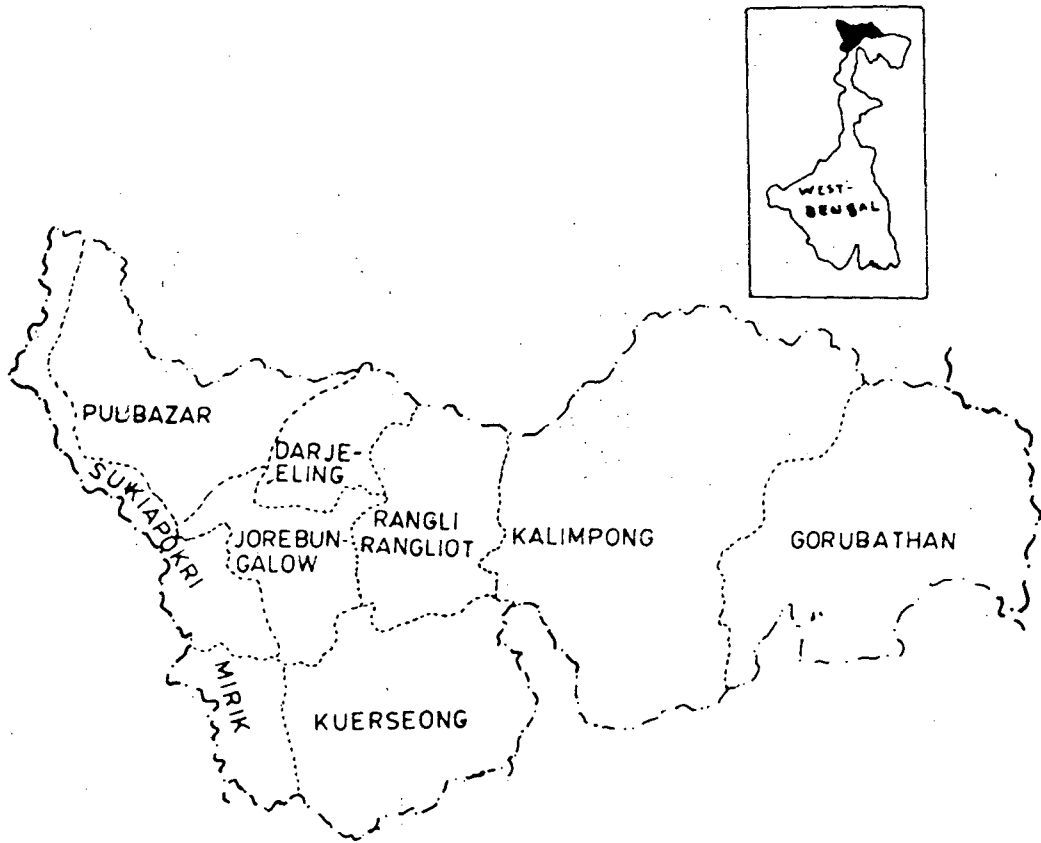 WEST-
BENGAL
PULBAZAR
SUKIAPOKRI
DARJE-
ELING
JOREBUN-
GALOW
RANGLI
RANGLIOT
KALIMPONG
GORUBATHAN
MIRIK
KUERSEONG